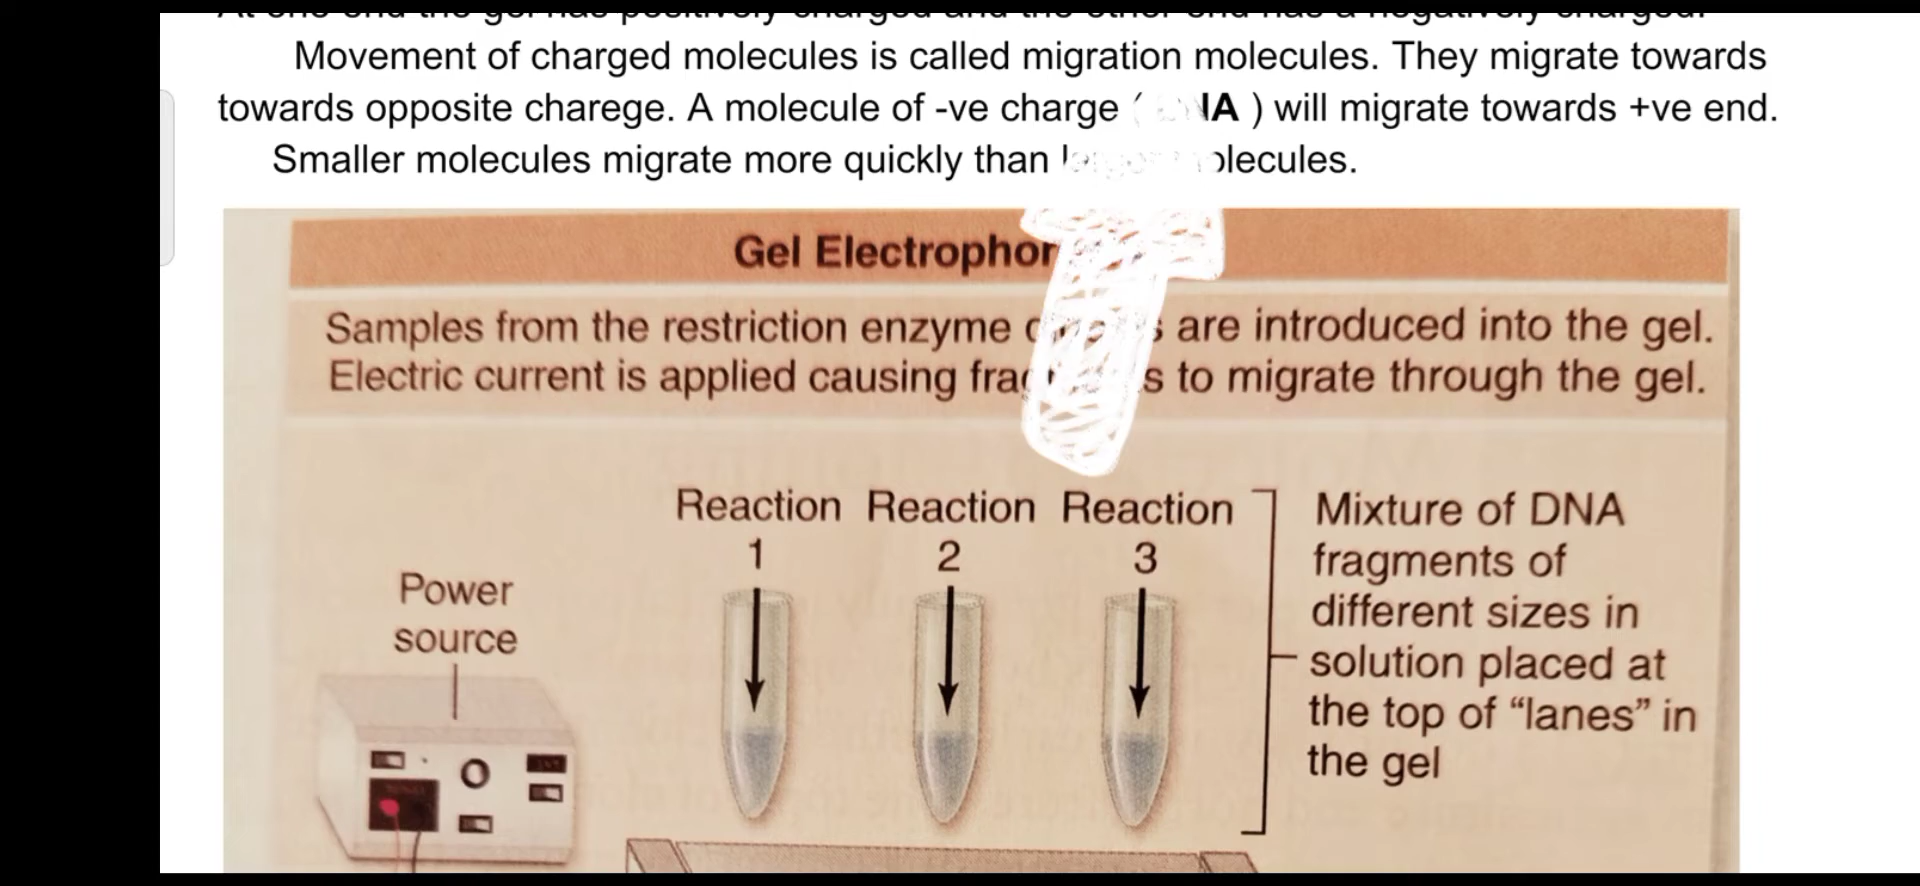 Movement of charged molecules is called migration molecules. They migrate towards
towards opposite charege. A molecule of -ve charge ( ) will migrate towards +ve end.
Smaller molecules migrate more quickly than
Gel
Samples from the restriction enzyme are introduced into the gel.
Electric current is applied causing to migrate through the gel.
Reaction Reaction Reaction
1 2 3
Power
source
Mixture of DNA
fragments of
different sizes in
solution placed at
the top of “lanes” in
the gel